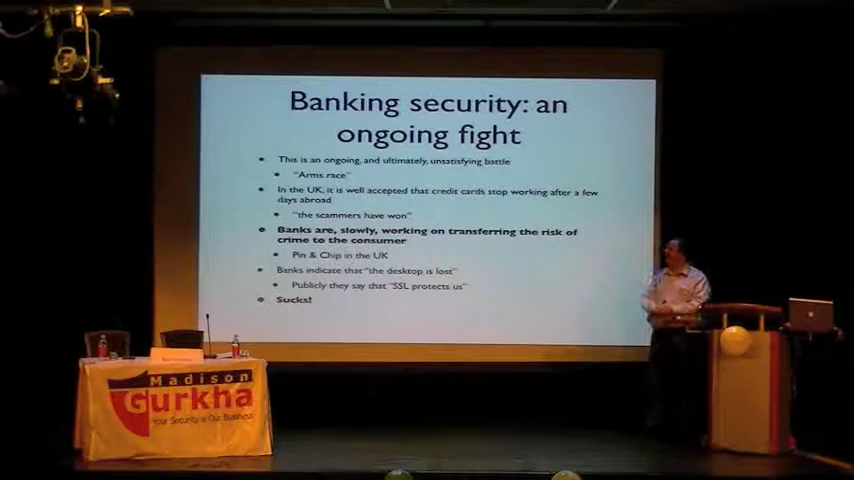 Banking security: an
ongoing fight
• This is an ongoing, and ultimately, unsatisfying battle
• "Arms race"
• In the UK, it is well accepted that credit cards stop working after a few
days abroad
• "the scammers have won"
• Banks are, slowly, working on transferring the risk of
crime to the consumer
• Pin & Chip in the UK
• Banks indicate that "the desktop is lost"
• Publicly they say that "SSL protects us"
• Sucks!
Madison
Gurkha
Your Security is Our Business